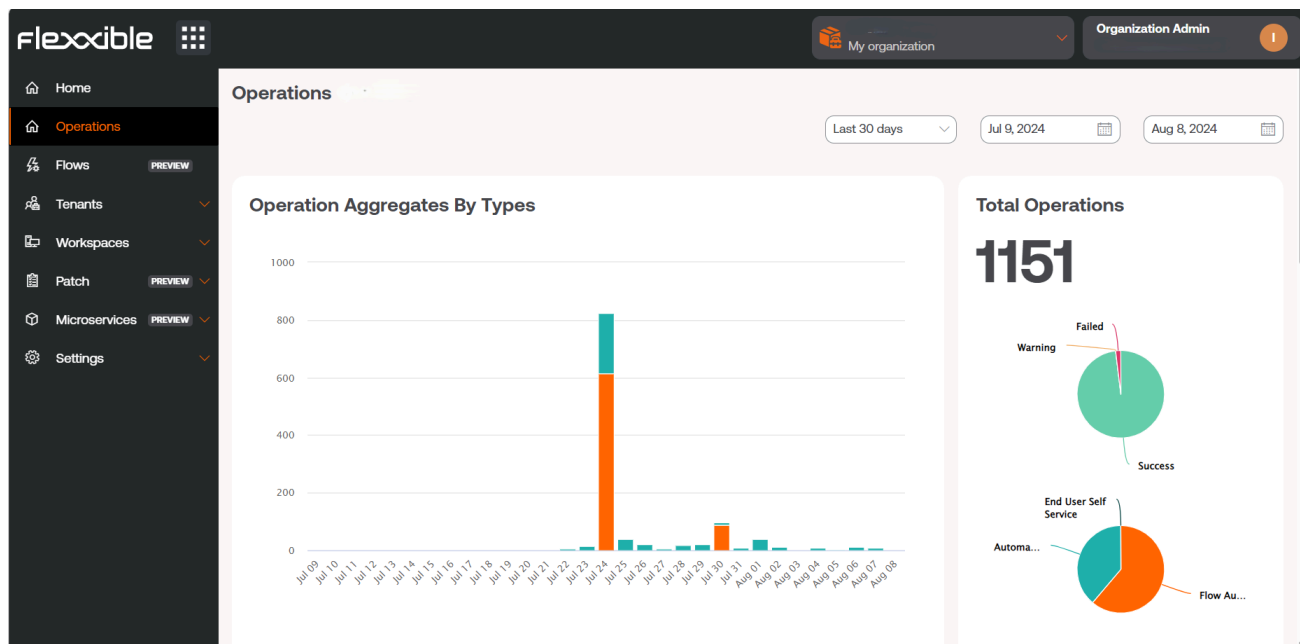 flexxible
My organization
Organization Admin
I
Home
Operations
Flows PREVIEW
Tenants
Workspaces
Patch PREVIEW
Microservices PREVIEW
Settings
Operations
Last 30 days
Jul 9, 2024
Aug 8, 2024
Operation Aggregates By Types
1000
800
600
400
200
0
Jul 09
Jul 10
Jul 11
Jul 12
Jul 13
Jul 14
Jul 15
Jul 16
Jul 17
Jul 18
Jul 19
Jul 20
Jul 21
Jul 22
Jul 23
Jul 24
Jul 25
Jul 26
Jul 27
Jul 28
Jul 29
Jul 30
Jul 31
Aug 01
Aug 02
Aug 03
Aug 04
Aug 05
Aug 06
Aug 07
Aug 08
Total Operations
1151
Failed
Warning
Success
End User Self
Service
Automa...
Flow Au...